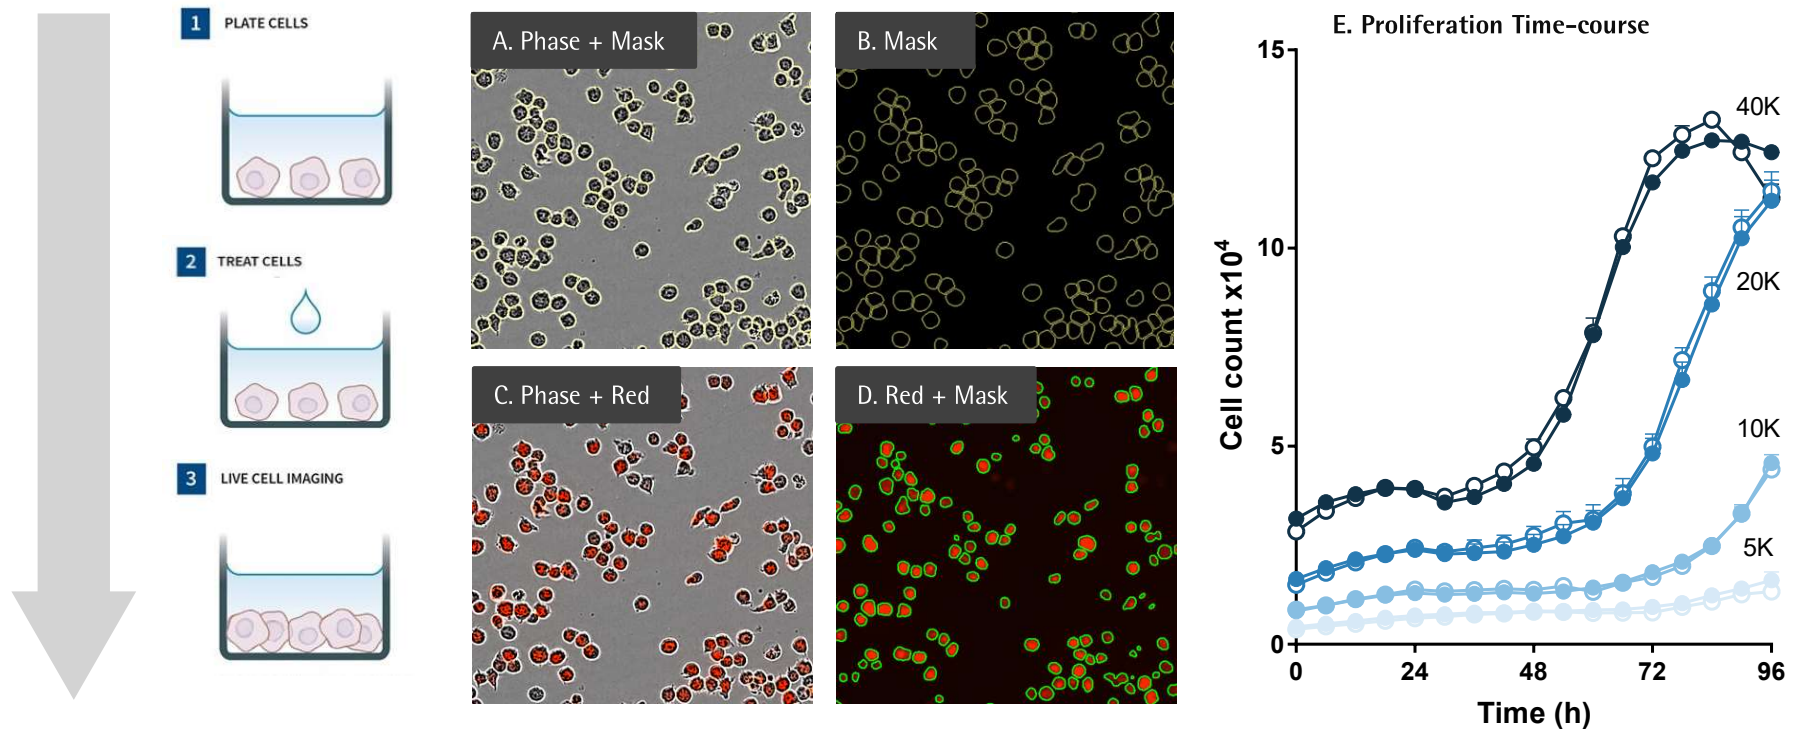 1 PLATE CELLS
2 TREAT CELLS
3 LIVE CELL IMAGING
A. Phase + Mask
B. Mask
C. Phase + Red
D. Red + Mask
E. Proliferation Time-course
15
10
5
0
Cell count x10⁴
40K
20K
10K
5K
0 24 48 72 96
Time (h)